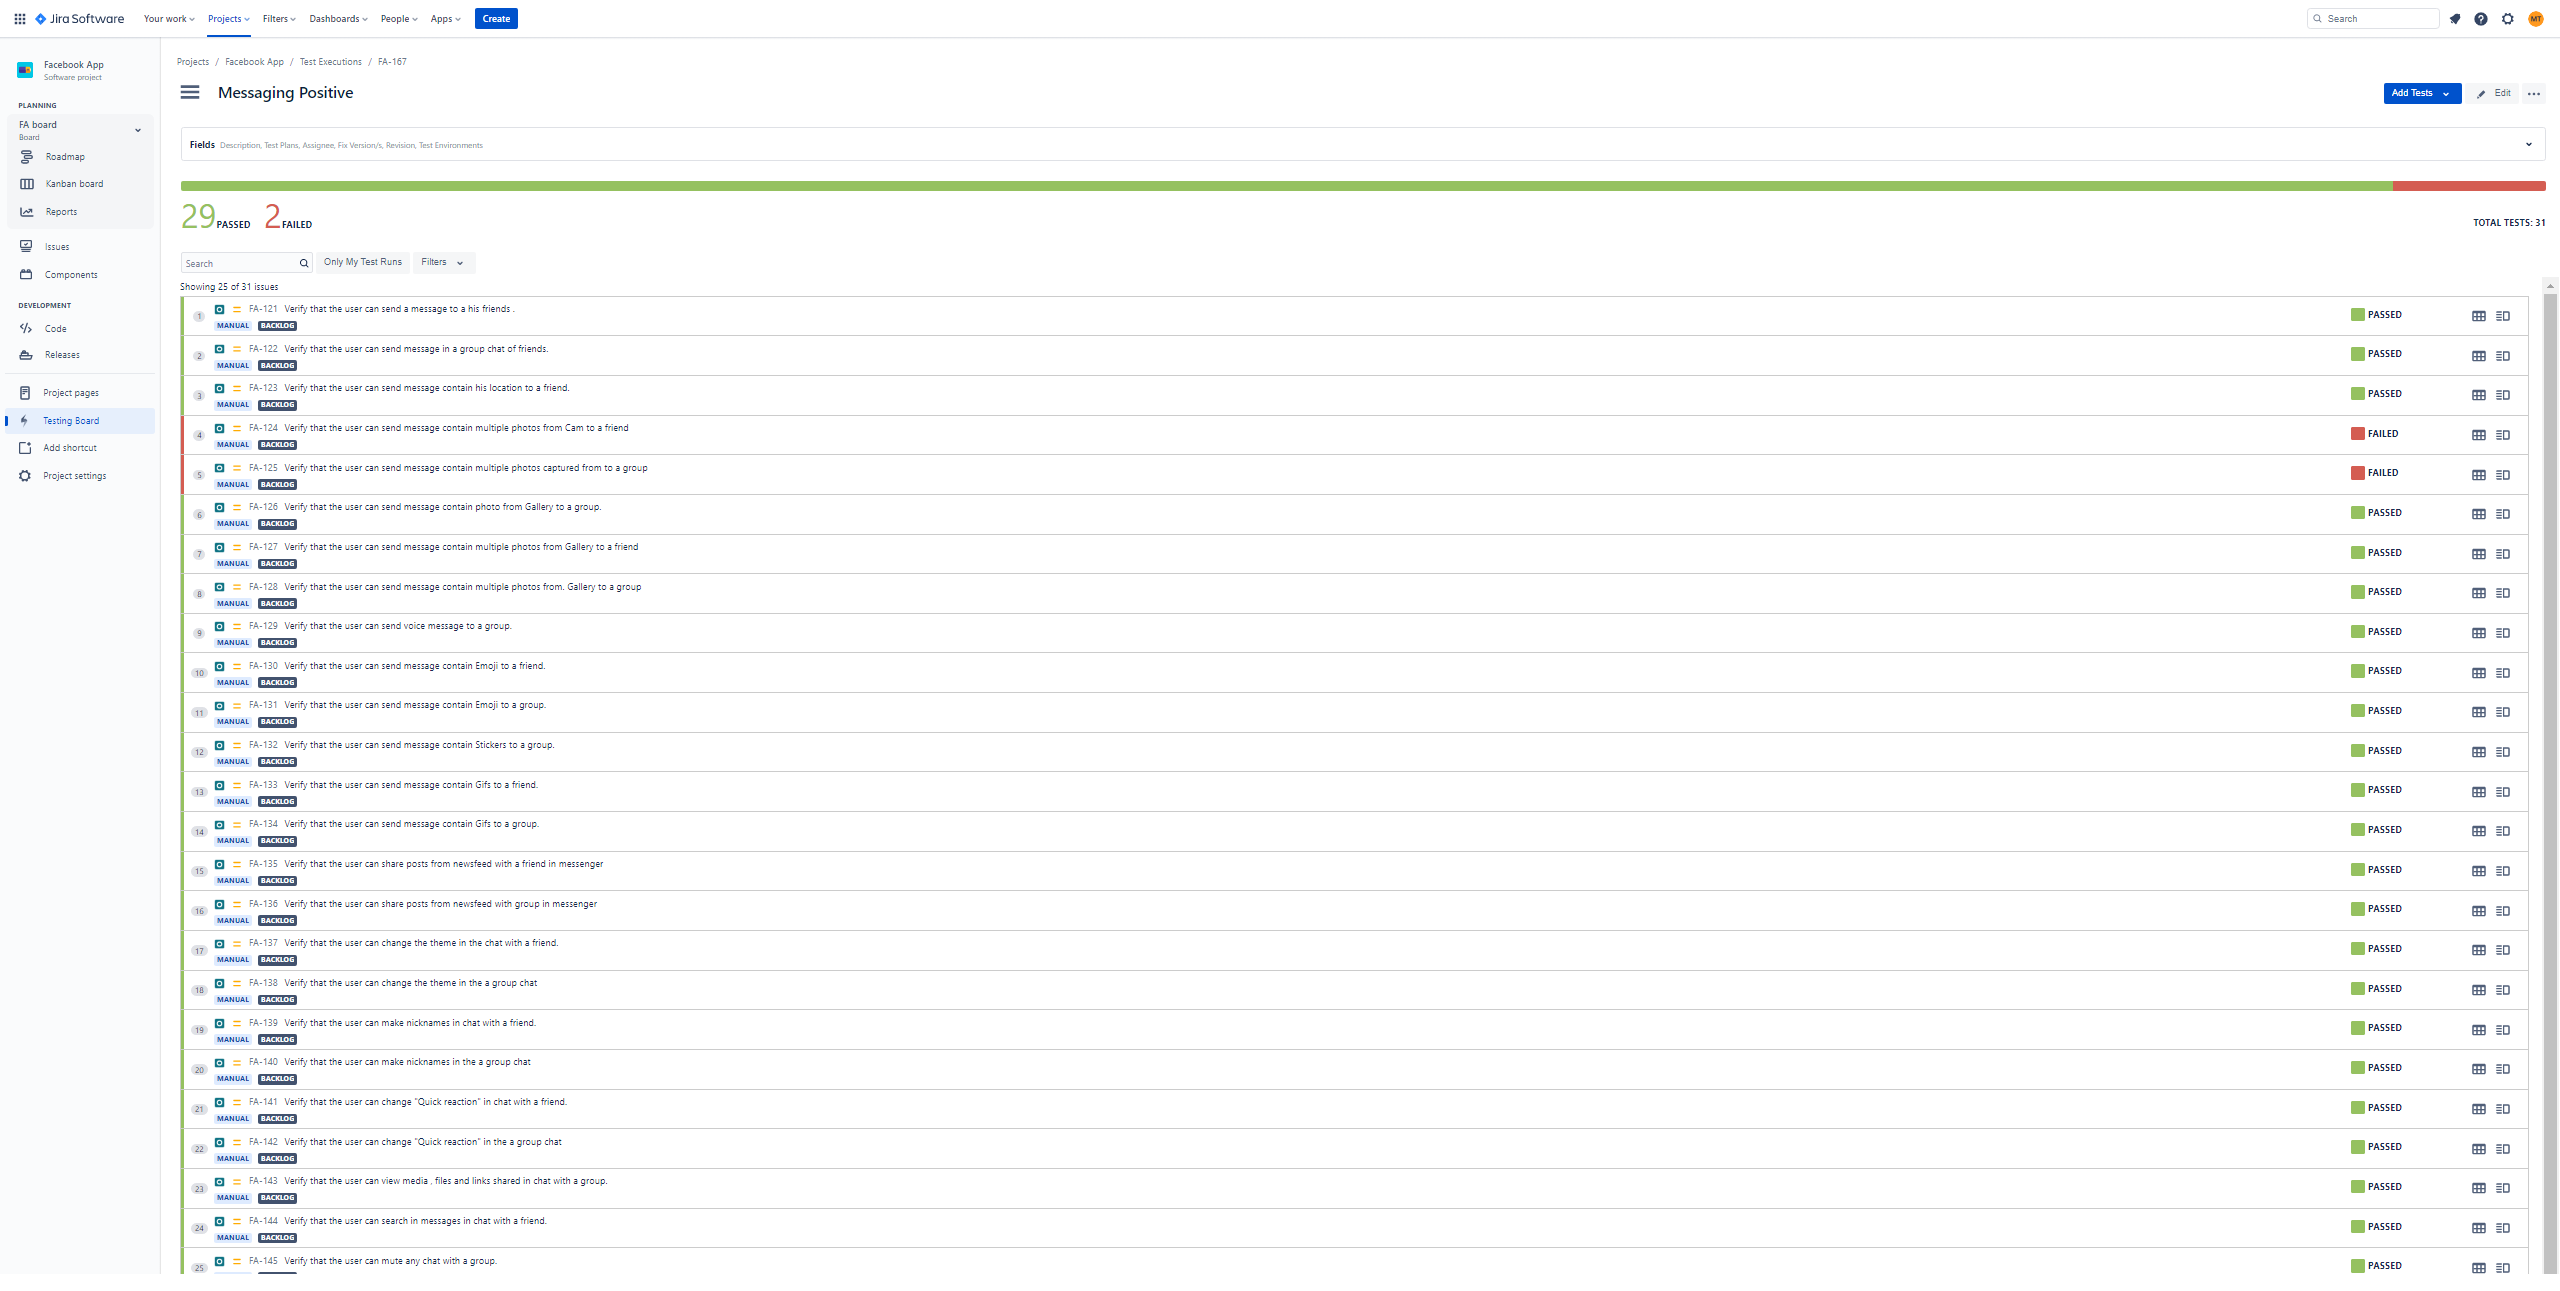 Jira Software Your work Projects Filters Dashboards People Apps Create Search MT
Facebook App
Software project
PLANNING
FA board
Board
Roadmap
Kanban board
Reports
Issues
Components
DEVELOPMENT
Code
Releases
Project pages
Testing Board
Add shortcut
Project settings
Projects / Facebook App / Test Executions / FA-167
Messaging Positive Add Tests Edit
Fields Description, Test Plans, Assignee, Fix Version/s, Revision, Test Environments
29 PASSED 2 FAILED TOTAL TESTS: 31
Search Only My Test Runs Filters
Showing 25 of 31 issues
1 FA-121 Verify that the user can send a message to a his friends . PASSED
MANUAL BACKLOG
2 FA-122 Verify that the user can send message in a group chat of friends. PASSED
MANUAL BACKLOG
3 FA-123 Verify that the user can send message contain his location to a friend. PASSED
MANUAL BACKLOG
4 FA-124 Verify that the user can send message contain multiple photos from Cam to a friend FAILED
MANUAL BACKLOG
5 FA-125 Verify that the user can send message contain multiple photos captured from to a group FAILED
MANUAL BACKLOG
6 FA-126 Verify that the user can send message contain photo from Gallery to a group. PASSED
MANUAL BACKLOG
7 FA-127 Verify that the user can send message contain multiple photos from Gallery to a friend PASSED
MANUAL BACKLOG
8 FA-128 Verify that the user can send message contain multiple photos from. Gallery to a group PASSED
MANUAL BACKLOG
9 FA-129 Verify that the user can send voice message to a group. PASSED
MANUAL BACKLOG
10 FA-130 Verify that the user can send message contain Emoji to a friend. PASSED
MANUAL BACKLOG
11 FA-131 Verify that the user can send message contain Emoji to a group. PASSED
MANUAL BACKLOG
12 FA-132 Verify that the user can send message contain Stickers to a group. PASSED
MANUAL BACKLOG
13 FA-133 Verify that the user can send message contain Gifs to a friend. PASSED
MANUAL BACKLOG
14 FA-134 Verify that the user can send message contain Gifs to a group. PASSED
MANUAL BACKLOG
15 FA-135 Verify that the user can share posts from newsfeed with a friend in messenger PASSED
MANUAL BACKLOG
16 FA-136 Verify that the user can share posts from newsfeed with group in messenger PASSED
MANUAL BACKLOG
17 FA-137 Verify that the user can change the theme in the chat with a friend. PASSED
MANUAL BACKLOG
18 FA-138 Verify that the user can change the theme in the a group chat PASSED
MANUAL BACKLOG
19 FA-139 Verify that the user can make nicknames in chat with a friend. PASSED
MANUAL BACKLOG
20 FA-140 Verify that the user can make nicknames in the a group chat PASSED
MANUAL BACKLOG
21 FA-141 Verify that the user can change "Quick reaction" in chat with a friend. PASSED
MANUAL BACKLOG
22 FA-142 Verify that the user can change "Quick reaction" in the a group chat PASSED
MANUAL BACKLOG
23 FA-143 Verify that the user can view media , files and links shared in chat with a group. PASSED
MANUAL BACKLOG
24 FA-144 Verify that the user can search in messages in chat with a friend. PASSED
MANUAL BACKLOG
25 FA-145 Verify that the user can mute any chat with a group. PASSED